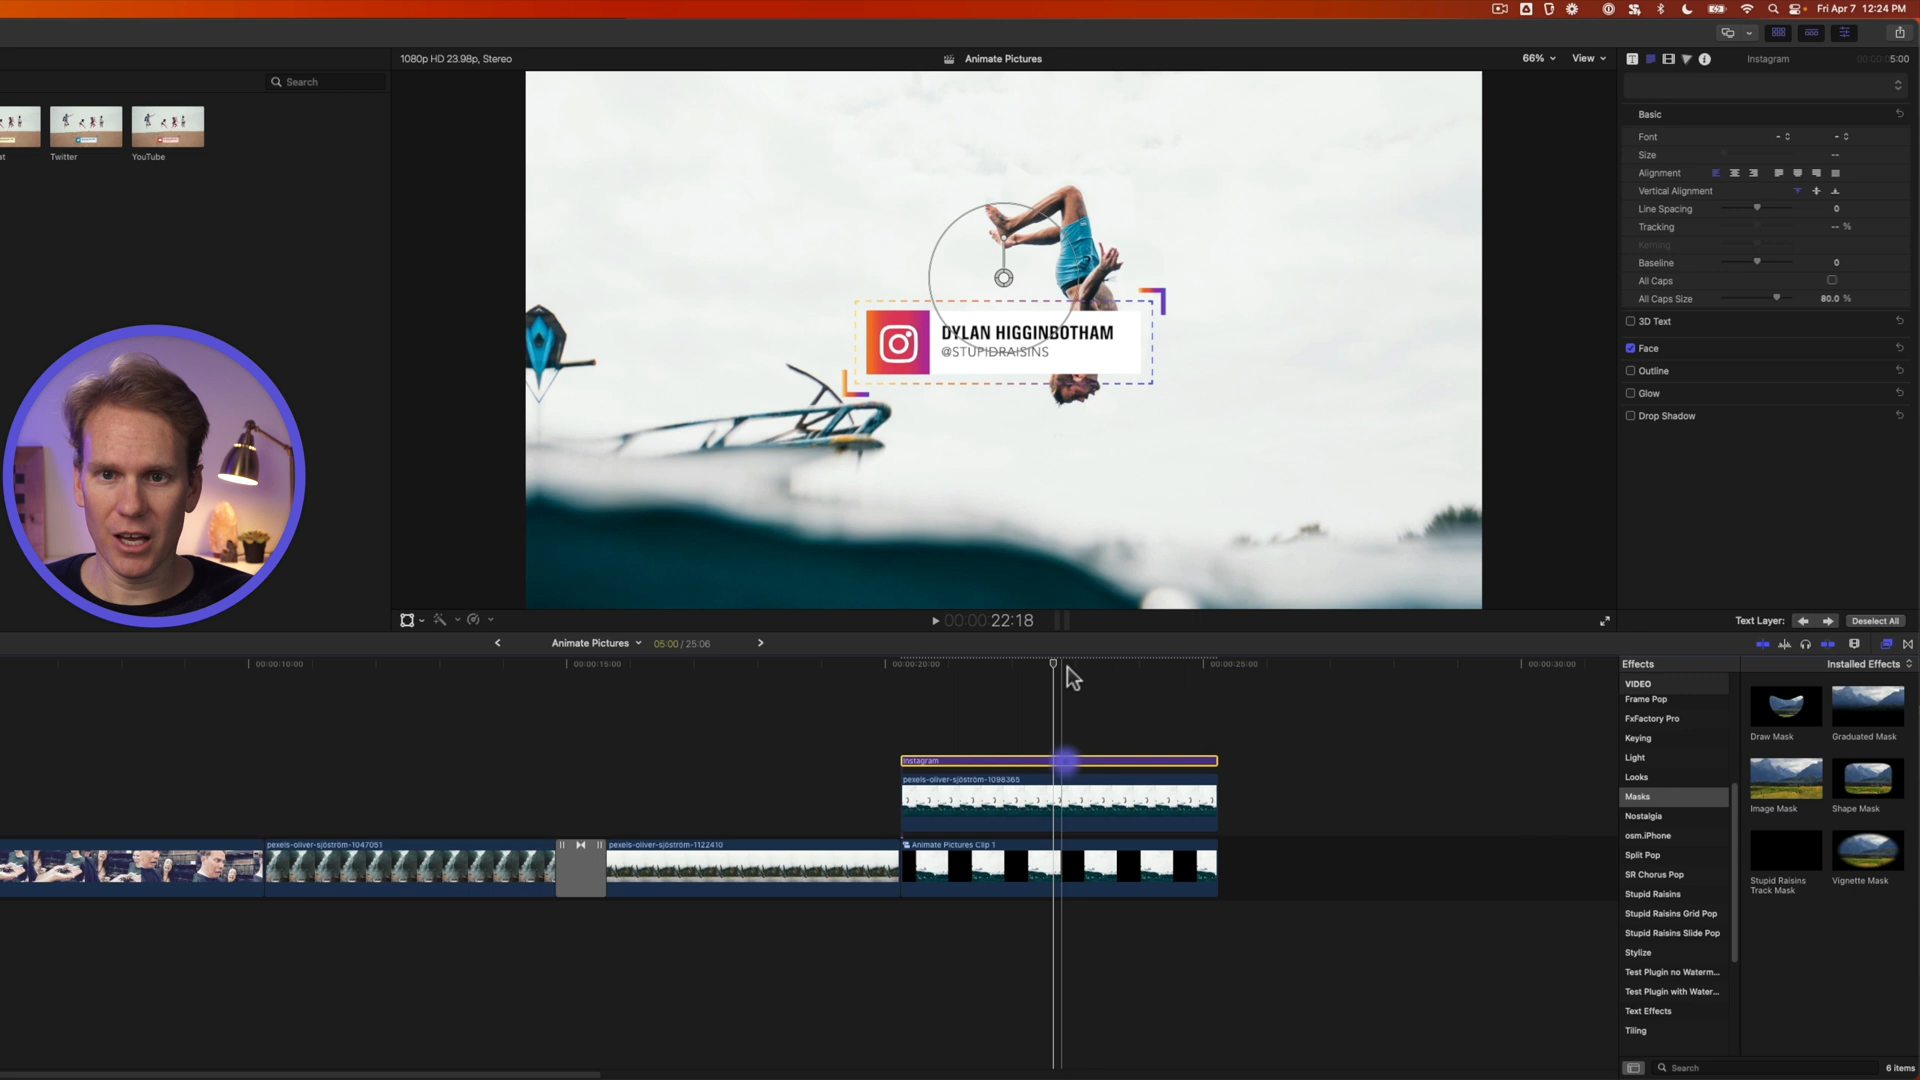 Fri Apr 7 12:24 PM
1080p HD 23.98p, Stereo
Animate Pictures
66%
View
Instagram
00:00:05:00
Search
at
Twitter
YouTube
Basic
Font
- -
Size
--
Alignment
Vertical Alignment
Line Spacing
0
Tracking
-- %
Kerning
Baseline
0
All Caps
All Caps Size
80.0 %
3D Text
Face
Outline
Glow
Drop Shadow
DYLAN HIGGINBOTHAM
@STUPIDRAISINS
00:00:00:22:18
Text Layer:
Deselect All
Animate Pictures
05:00 / 25:06
00:00:10:00
00:00:15:00
00:00:20:00
00:00:25:00
00:00:30:00
Instagram
pexels-oliver-sjöström-1098365
pexels-oliver-sjöström-1047051
pexels-oliver-sjöström-1122410
Animate Pictures Clip 1
Effects
Installed Effects
VIDEO
Frame Pop
FxFactory Pro
Keying
Light
Looks
Masks
Nostalgia
osm.iPhone
Split Pop
SR Chorus Pop
Stupid Raisins
Stupid Raisins Grid Pop
Stupid Raisins Slide Pop
Stylize
Test Plugin no Waterm...
Test Plugin with Water...
Text Effects
Tiling
Draw Mask
Graduated Mask
Image Mask
Shape Mask
Stupid Raisins
Track Mask
Vignette Mask
Search
6 items